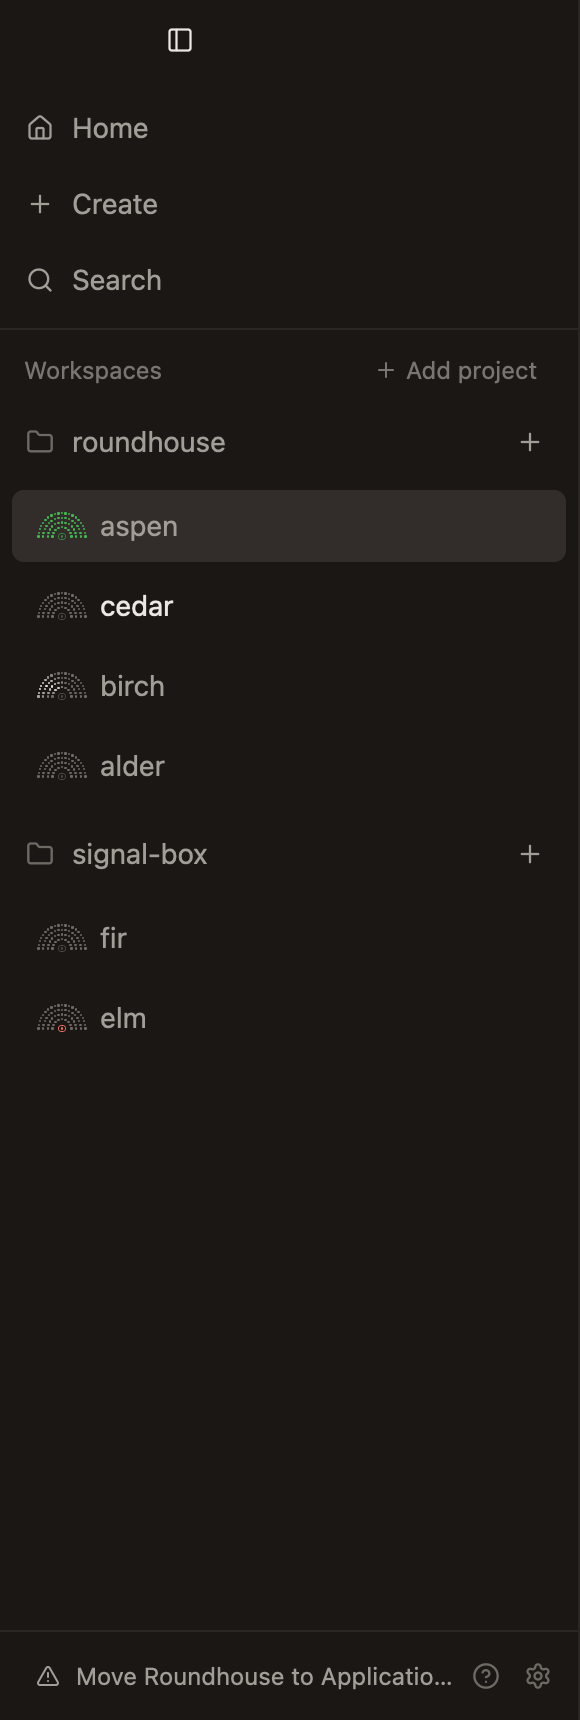 Home
Create
Search
Workspaces
+ Add project
roundhouse
aspen
cedar
birch
alder
signal-box
fir
elm
Move Roundhouse to Applicatio...